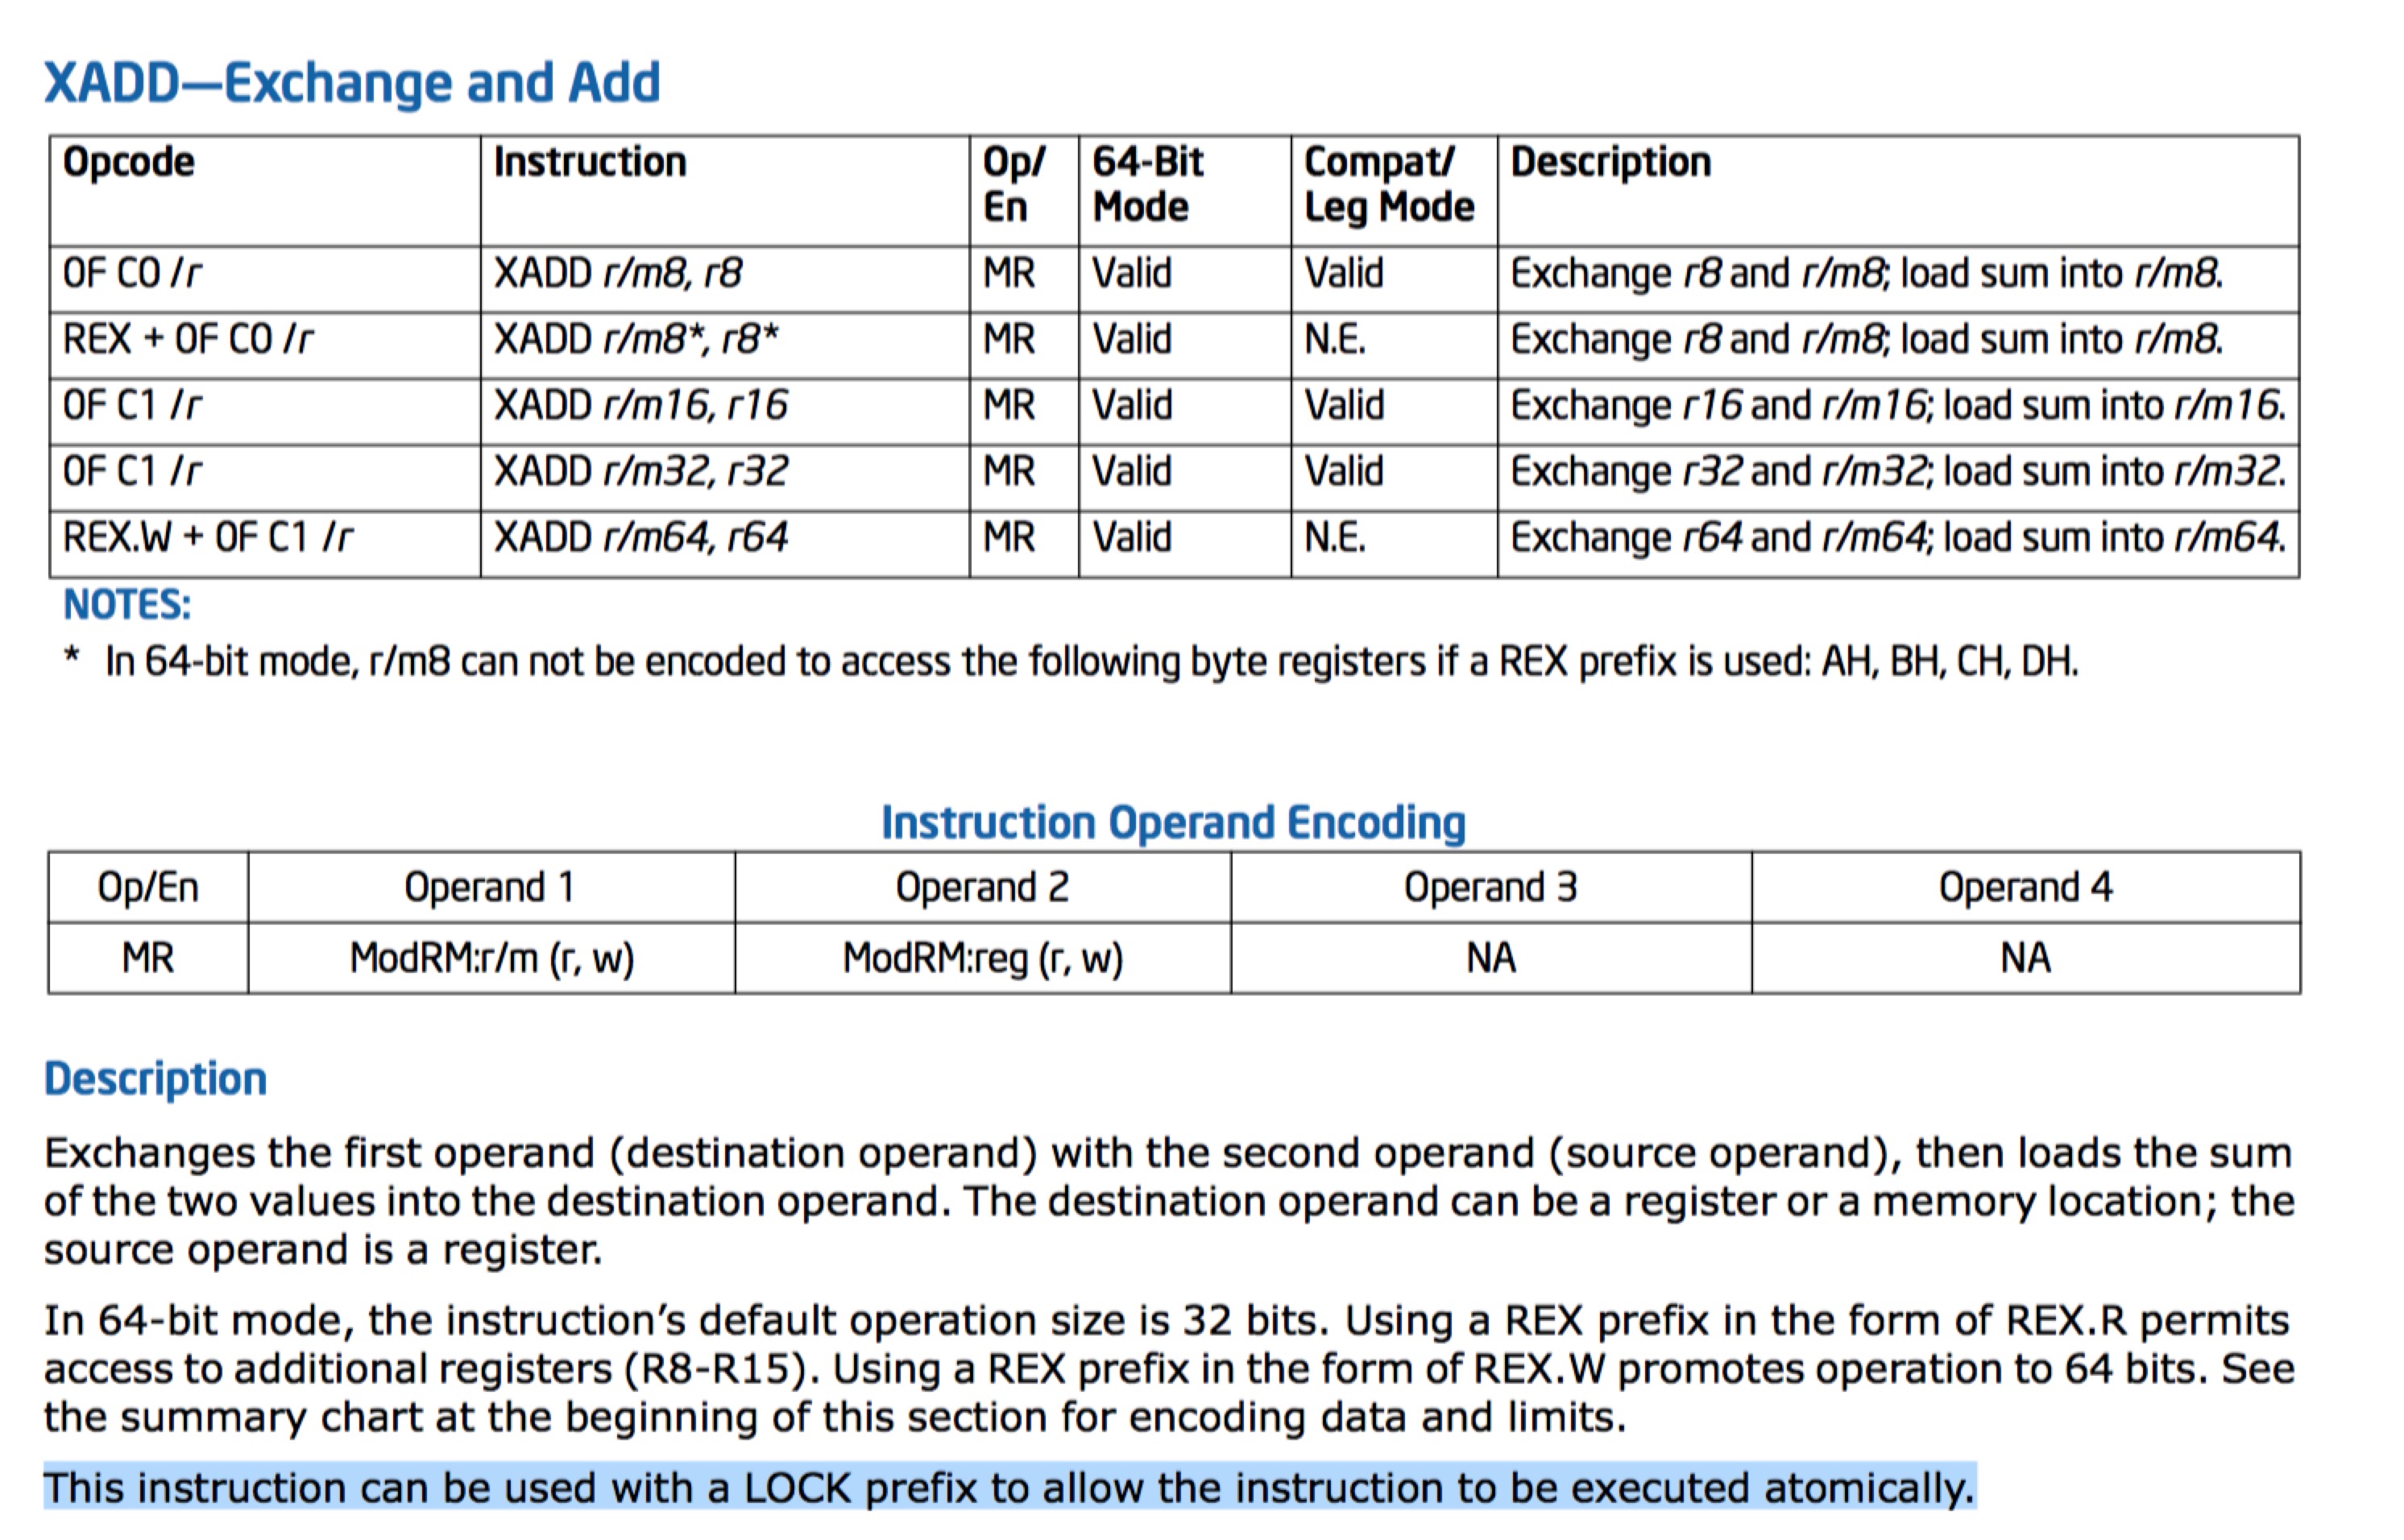 XADD—Exchange and Add
Opcode Instruction Op/ 64-Bit Compat/ Description
En Mode Leg Mode
0F C0 /r XADD r/m8, r8 MR Valid Valid Exchange r8 and r/m8; load sum into r/m8.
REX + 0F C0 /r XADD r/m8*, r8* MR Valid N.E. Exchange r8 and r/m8; load sum into r/m8.
0F C1 /r XADD r/m16, r16 MR Valid Valid Exchange r16 and r/m16; load sum into r/m16.
0F C1 /r XADD r/m32, r32 MR Valid Valid Exchange r32 and r/m32; load sum into r/m32.
REX.W + 0F C1 /r XADD r/m64, r64 MR Valid N.E. Exchange r64 and r/m64; load sum into r/m64.
NOTES:
* In 64-bit mode, r/m8 can not be encoded to access the following byte registers if a REX prefix is used: AH, BH, CH, DH.
Instruction Operand Encoding
Op/En Operand 1 Operand 2 Operand 3 Operand 4
MR ModRM:r/m (r, w) ModRM:reg (r, w) NA NA
Description
Exchanges the first operand (destination operand) with the second operand (source operand), then loads the sum
of the two values into the destination operand. The destination operand can be a register or a memory location; the
source operand is a register.
In 64-bit mode, the instruction’s default operation size is 32 bits. Using a REX prefix in the form of REX.R permits
access to additional registers (R8-R15). Using a REX prefix in the form of REX.W promotes operation to 64 bits. See
the summary chart at the beginning of this section for encoding data and limits.
This instruction can be used with a LOCK prefix to allow the instruction to be executed atomically.